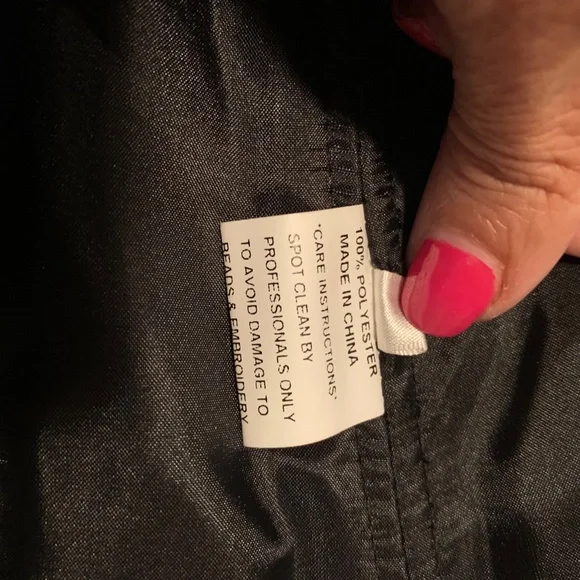 100% POLYESTER
MADE IN CHINA
*CARE INSTRUCTIONS*
SPOT CLEAN BY
PROFESSIONALS ONLY
TO AVOID DAMAGE TO
BEADS & EMBROIDERY